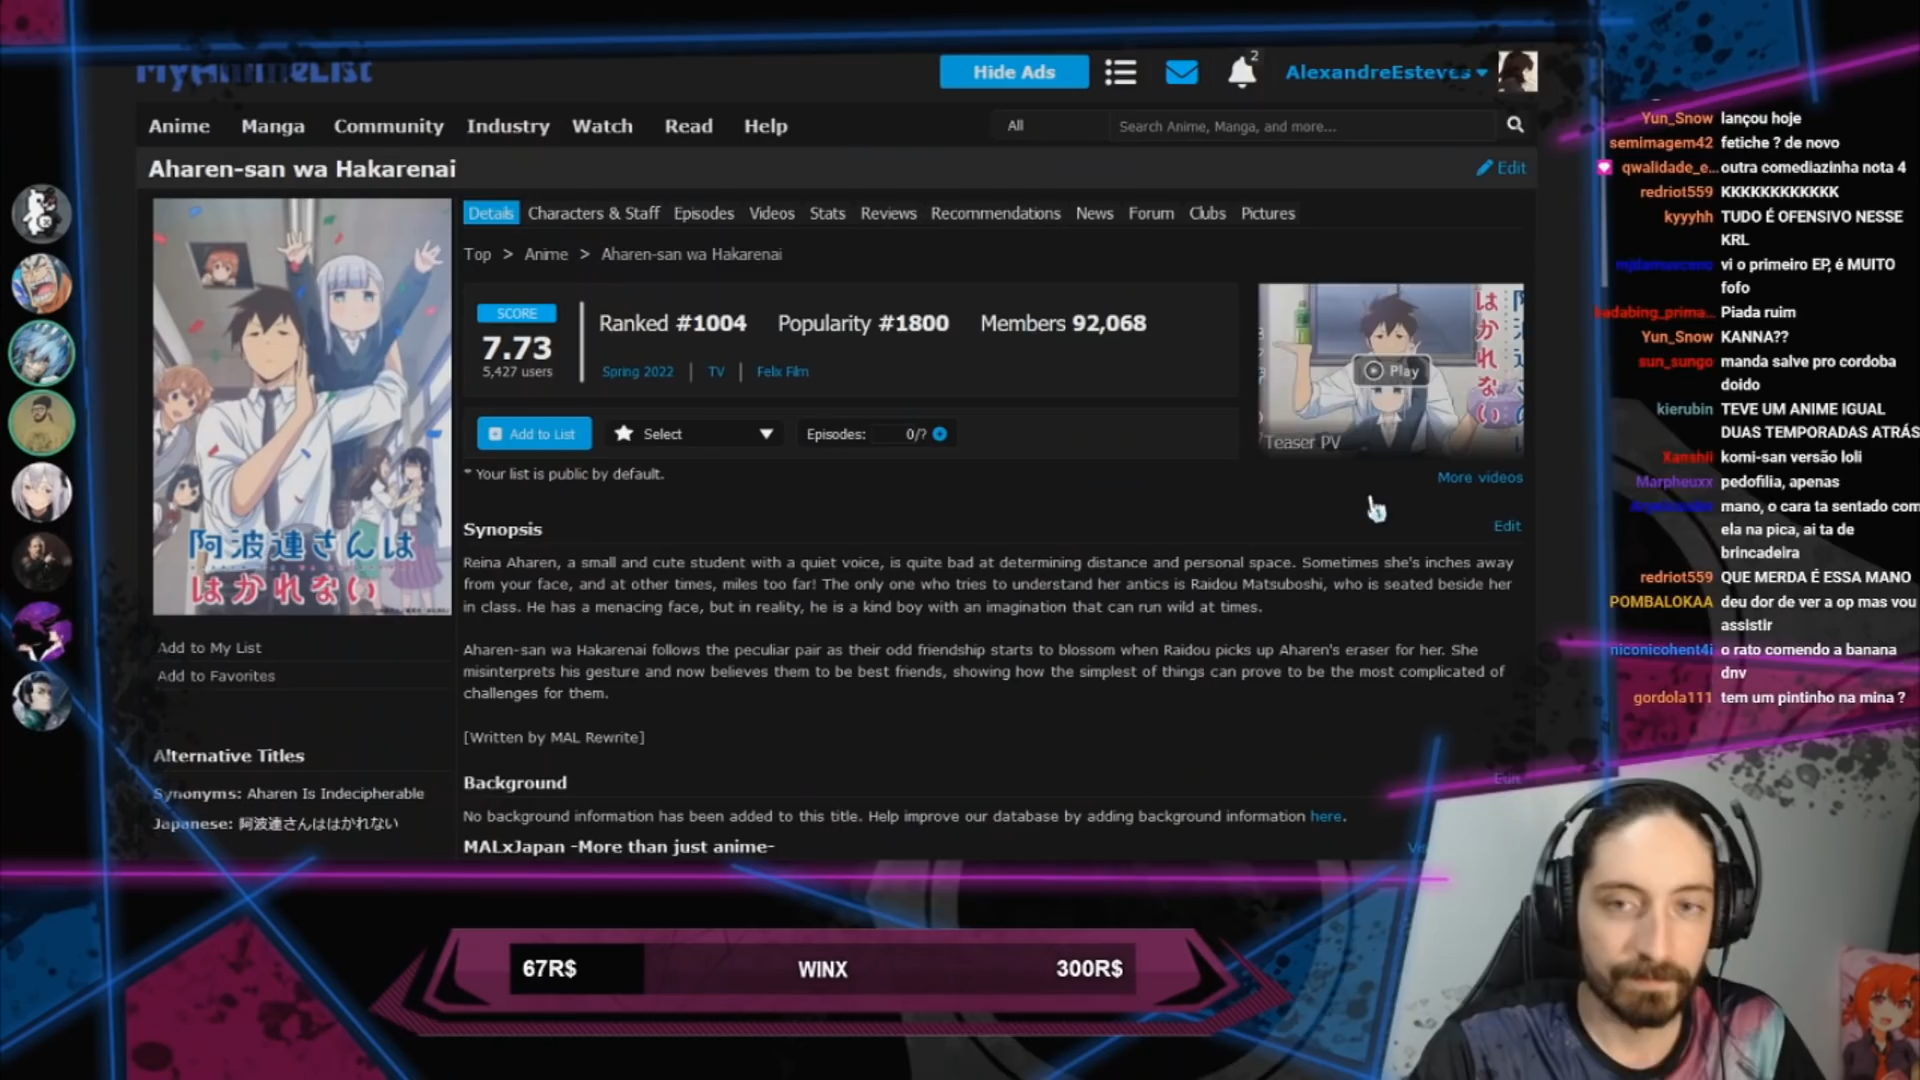 MyAnimeList
Hide Ads
2
AlexandreEsteves
Anime Manga Community Industry Watch Read Help
All
Search Anime, Manga, and more...
Aharen-san wa Hakarenai
Edit
Details Characters & Staff Episodes Videos Stats Reviews Recommendations News Forum Clubs Pictures
Top > Anime > Aharen-san wa Hakarenai
SCORE
7.73
5,427 users
Ranked #1004 Popularity #1800 Members 92,068
Spring 2022 | TV | Felix Film
Add to List
Select
Episodes: 0/?
* Your list is public by default.
はかれない
Play
Teaser PV
More videos
Synopsis
Edit
Reina Aharen, a small and cute student with a quiet voice, is quite bad at determining distance and personal space. Sometimes she's inches away
from your face, and at other times, miles too far! The only one who tries to understand her antics is Raidou Matsuboshi, who is seated beside her
in class. He has a menacing face, but in reality, he is a kind boy with an imagination that can run wild at times.
Aharen-san wa Hakarenai follows the peculiar pair as their odd friendship starts to blossom when Raidou picks up Aharen's eraser for her. She
misinterprets his gesture and now believes them to be best friends, showing how the simplest of things can prove to be the most complicated of
challenges for them.
[Written by MAL Rewrite]
Background
Edit
No background information has been added to this title. Help improve our database by adding background information here.
MALxJapan -More than just anime-
阿波連さんは
はかれない
Add to My List
Add to Favorites
Alternative Titles
Synonyms: Aharen Is Indecipherable
Japanese: 阿波連さんははかれない
Yun_Snow lançou hoje
semimagem42 fetiche ? de novo
qwalidade_e... outra comediazinha nota 4
redriot559 KKKKKKKKKKKK
kyyyhh TUDO É OFENSIVO NESSE
KRL
vi o primeiro EP, é MUITO
fofo
badabing_prima... Piada ruim
Yun_Snow KANNA??
sun_sungo manda salve pro cordoba
doido
kierubin TEVE UM ANIME IGUAL
DUAS TEMPORADAS ATRÁS
Xanshii komi-san versão loli
Marpheuxx pedofilia, apenas
mano, o cara ta sentado com
ela na pica, ai ta de
brincadeira
redriot559 QUE MERDA É ESSA MANO
POMBALOKAA deu dor de ver a op mas vou
assistir
niconicohent4i o rato comendo a banana
dnv
gordola111 tem um pintinho na mina ?
67R$ WINX 300R$